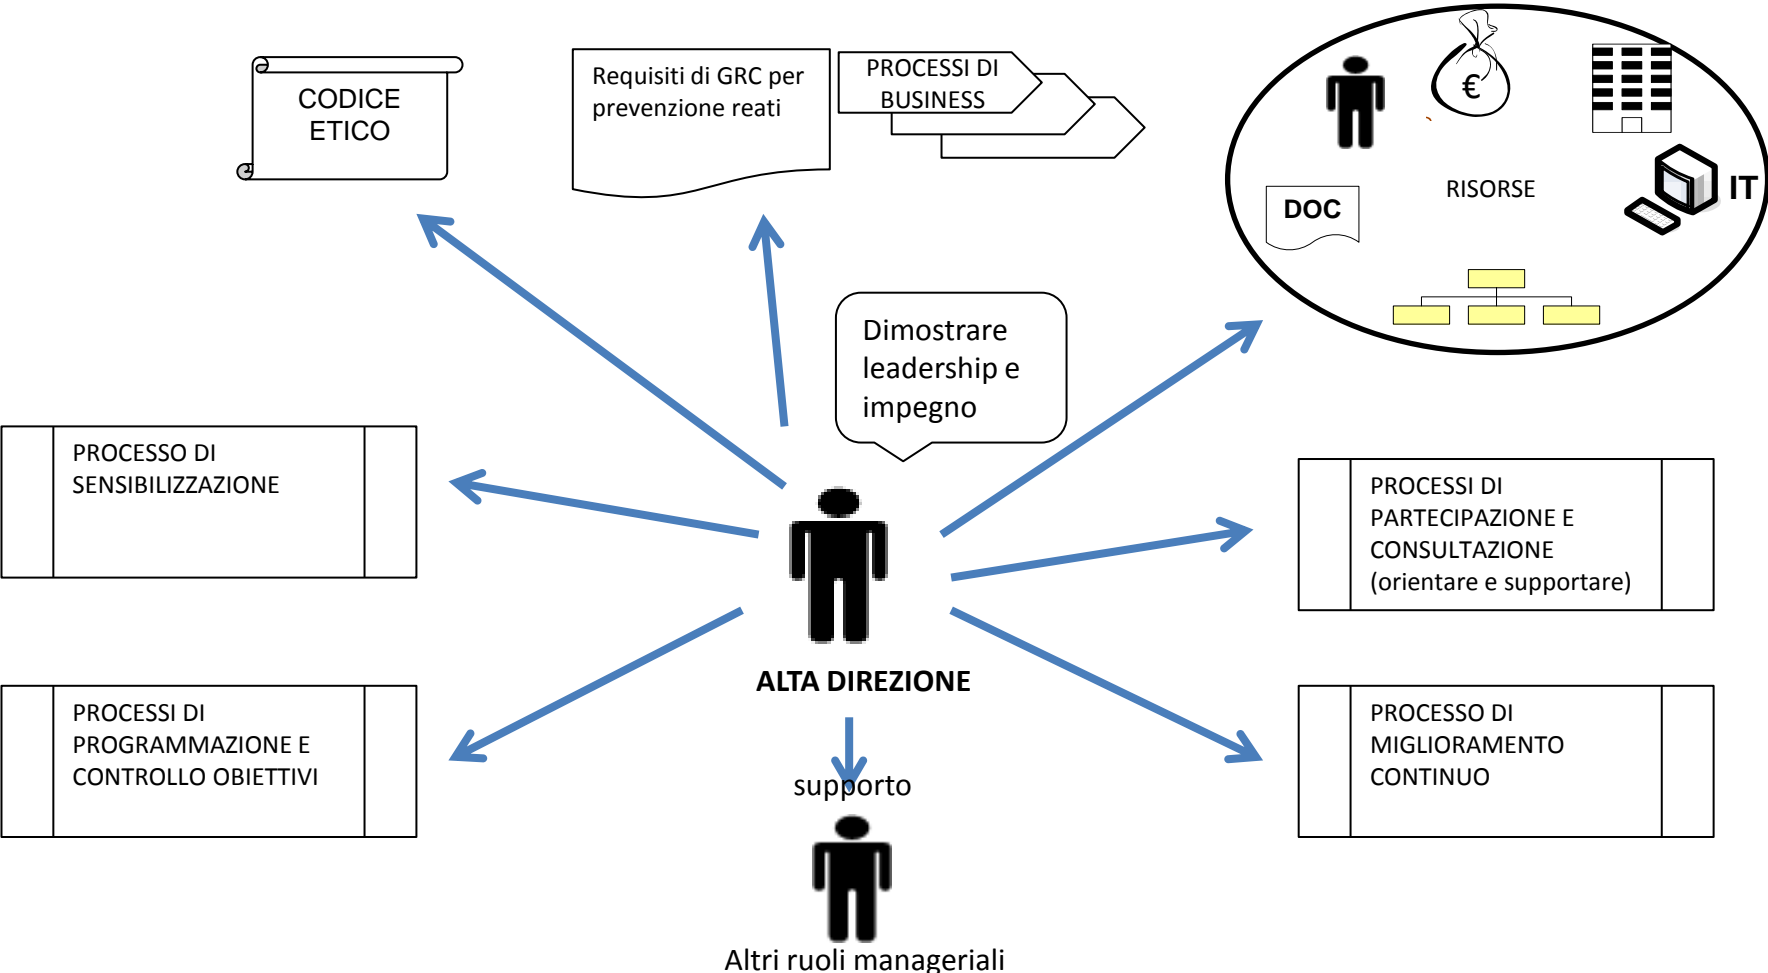 CODICE
ETICO
Requisiti di GRC per
prevenzione reati
PROCESSI DI
BUSINESS
€
RISORSE
IT
DOC
Dimostrare
leadership e
impegno
PROCESSO DI
SENSIBILIZZAZIONE
PROCESSI DI
PARTECIPAZIONE E
CONSULTAZIONE
(orientare e supportare)
ALTA DIREZIONE
PROCESSI DI
PROGRAMMAZIONE E
CONTROLLO OBIETTIVI
PROCESSO DI
MIGLIORAMENTO
CONTINUO
supporto
Altri ruoli manageriali